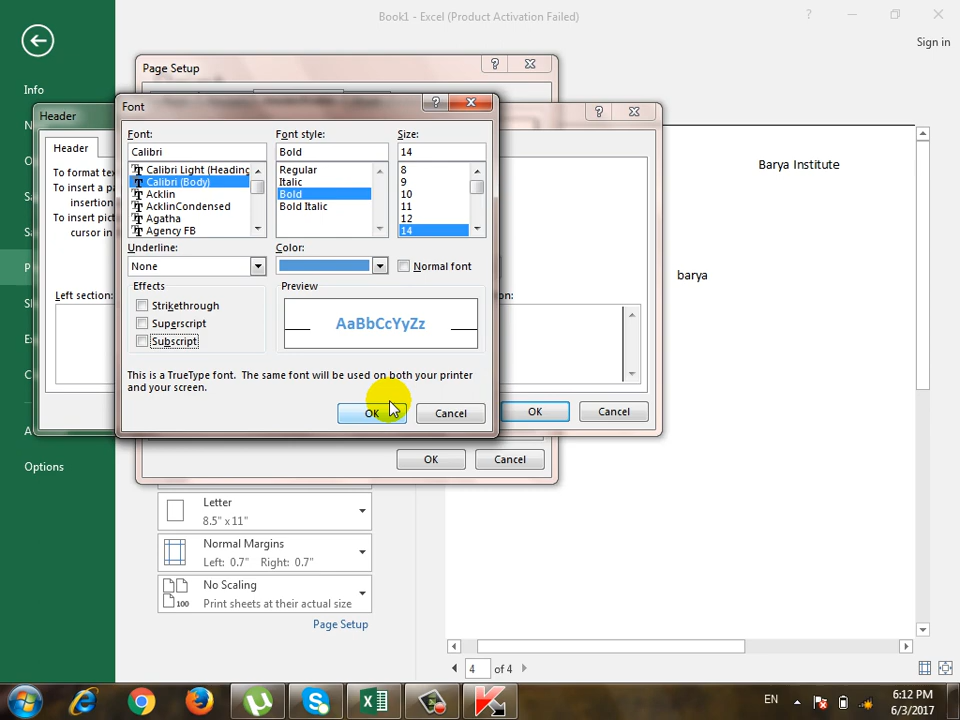 Book1 - Excel (Product Activation Failed)
Sign in
Info
Page Setup
Header
Header
To format tex
To insert a pa
insertion
To insert pict
cursor in
Left section:
Font
Font:
Font style:
Size:
Calibri
Bold
14
Calibri Light (Heading
Calibri (Body)
Acklin
AcklinCondensed
Agatha
Agency FB
Regular
Italic
Bold
Bold Italic
8
9
10
11
12
14
Underline:
Color:
None
Normal font
Effects
Strikethrough
Superscript
Subscript
Preview
AaBbCcYyZz
This is a TrueType font. The same font will be used on both your printer
and your screen.
OK
Cancel
on:
OK
Cancel
OK
Cancel
Barya Institute
barya
Options
Letter
8.5" x 11"
Normal Margins
Left: 0.7" Right: 0.7"
No Scaling
Print sheets at their actual size
100
Page Setup
4 of 4
EN
6:12 PM
6/3/2017